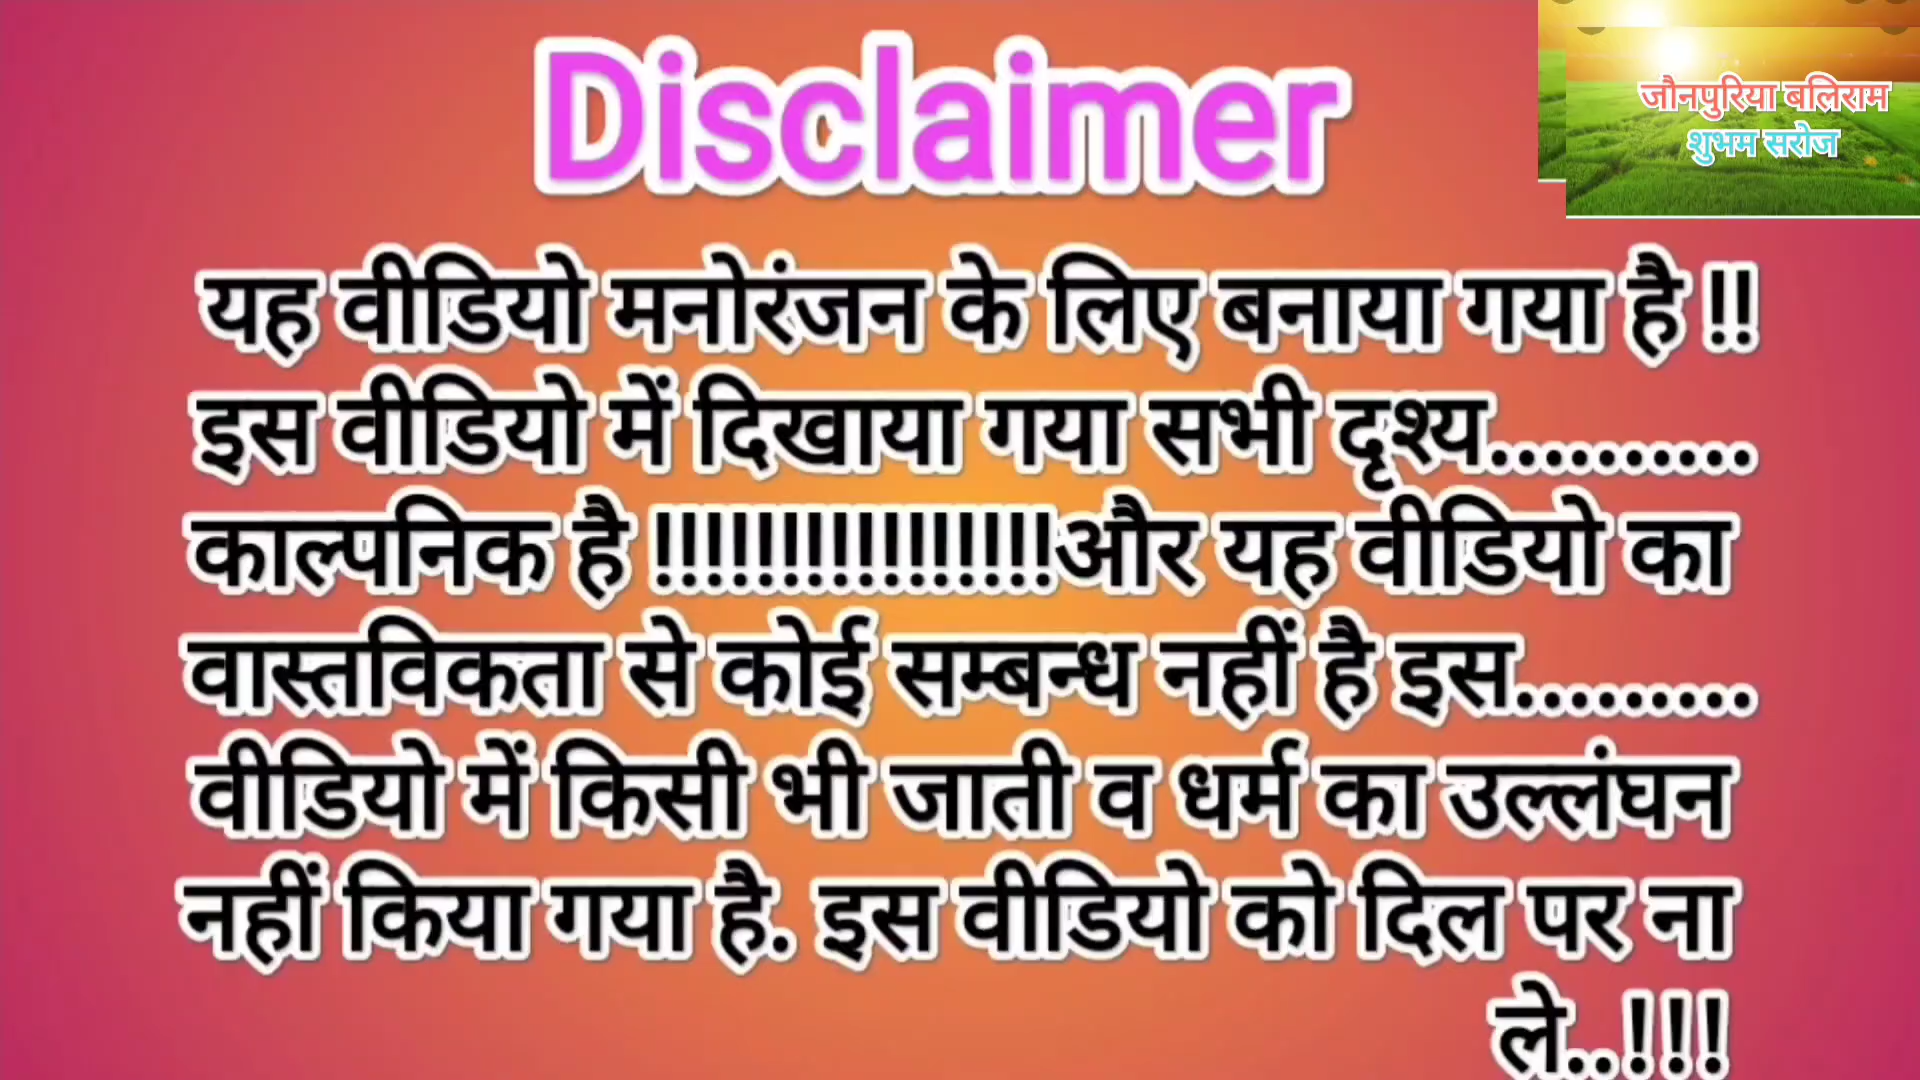 Disclaimer
जौनपुरिया बलिराम
शुभम सरोज
यह वीडियो मनोरंजन के लिए बनाया गया है !!
इस वीडियो में दिखाया गया सभी दृश्य..........
काल्पनिक है !!!!!!!!!!!!!!!!और यह वीडियो का
वास्तविकता से कोई सम्बन्ध नहीं है इस.........
वीडियो में किसी भी जाती व धर्म का उल्लंघन
नहीं किया गया है. इस वीडियो को दिल पर ना
ले..!!!